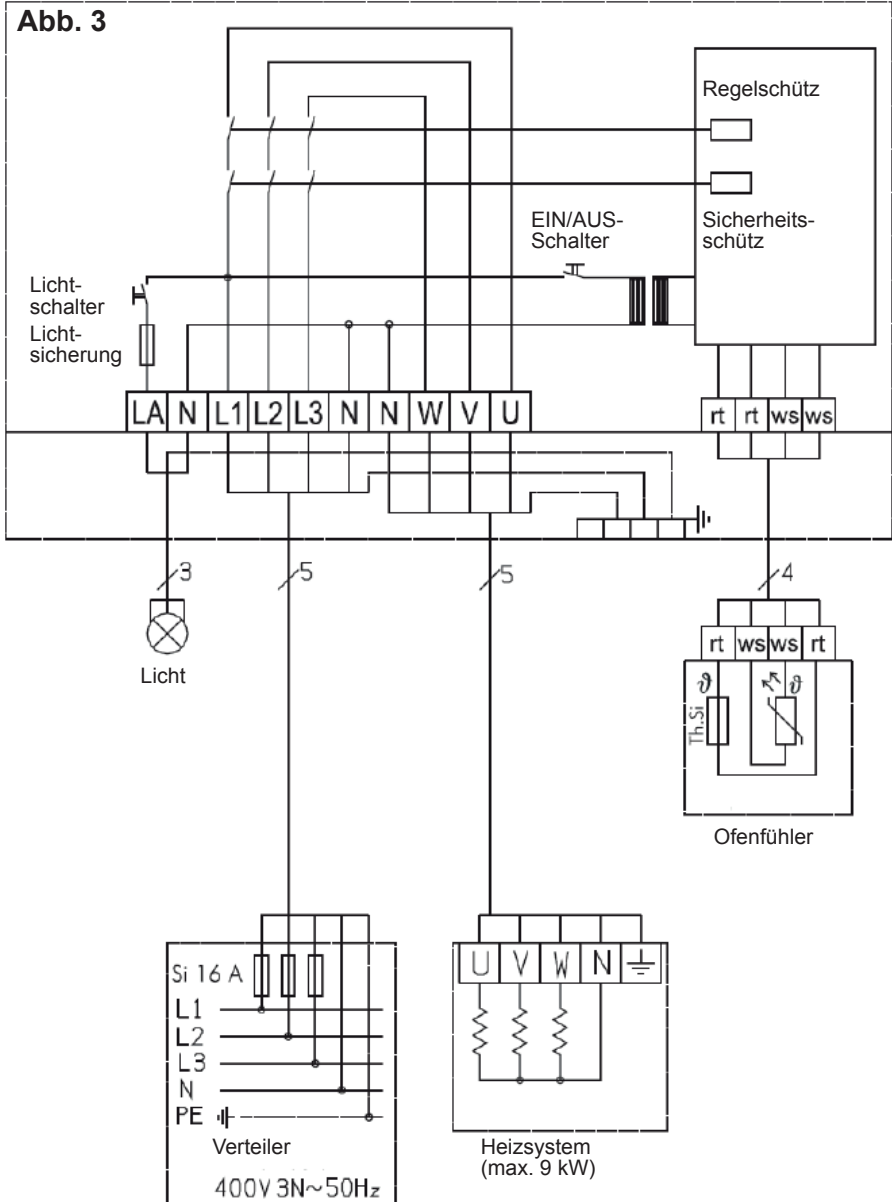 Abb. 3
Regelschütz
EIN/AUS-
Schalter
Sicherheits-
schütz
Licht-
schalter
Licht-
sicherung
LA N L1 L2 L3 N N W V U
rt rt ws ws
3
5
5
4
Licht
rt ws ws rt
ϑ ϑ
Th.Si
Ofenfühler
Si 16 A
L1
L2
L3
N
PE
Verteiler
400V 3N~50Hz
U V W N
Heizsystem
(max. 9 kW)